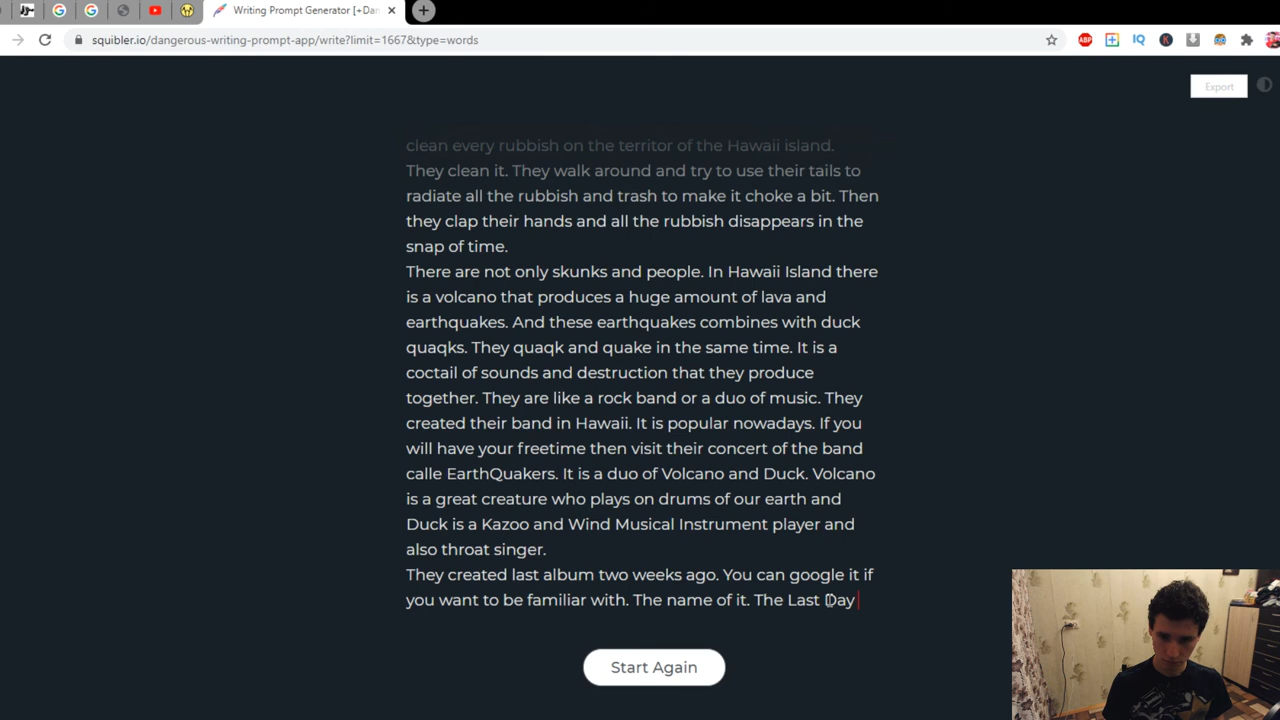 Writing Prompt Generator [+Dan
squibler.io/dangerous-writing-prompt-app/write?limit=1667&type=words
ABP
IQ
K
Export
clean every rubbish on the territor of the Hawaii island.
They clean it. They walk around and try to use their tails to
radiate all the rubbish and trash to make it choke a bit. Then
they clap their hands and all the rubbish disappears in the
snap of time.
There are not only skunks and people. In Hawaii Island there
is a volcano that produces a huge amount of lava and
earthquakes. And these earthquakes combines with duck
quaqks. They quaqk and quake in the same time. It is a
coctail of sounds and destruction that they produce
together. They are like a rock band or a duo of music. They
created their band in Hawaii. It is popular nowadays. If you
will have your freetime then visit their concert of the band
calle EarthQuakers. It is a duo of Volcano and Duck. Volcano
is a great creature who plays on drums of our earth and
Duck is a Kazoo and Wind Musical Instrument player and
also throat singer.
They created last album two weeks ago. You can google it if
you want to be familiar with. The name of it. The Last Day
Start Again